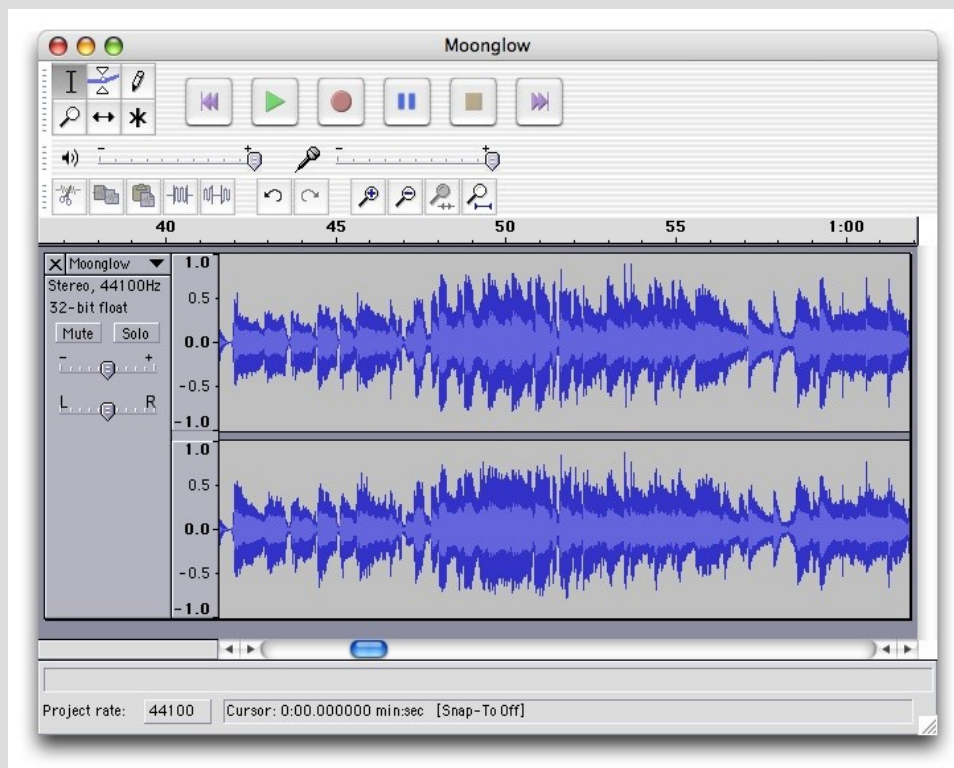 Moonglow
- +
- +
40 45 50 55 1:00
X Moonglow
Stereo, 44100Hz
32-bit float
Mute Solo
- +
L R
1.0
0.5
0.0
-0.5
-1.0
1.0
0.5
0.0
-0.5
-1.0
Project rate: 44100 Cursor: 0:00.000000 min:sec [Snap-To Off]